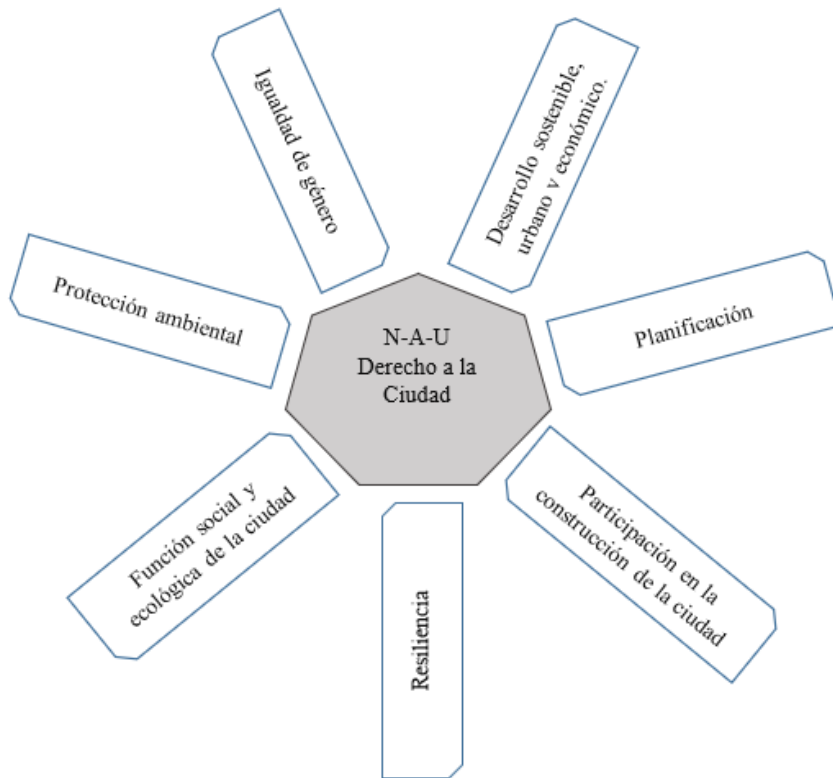 N-A-U
Derecho a la
Ciudad
Igualdad de género
Desarrollo sostenible,
urbano y económico.
Planificación
Participación en la
construcción de la ciudad
Resiliencia
Función social y
ecológica de la ciudad
Protección ambiental